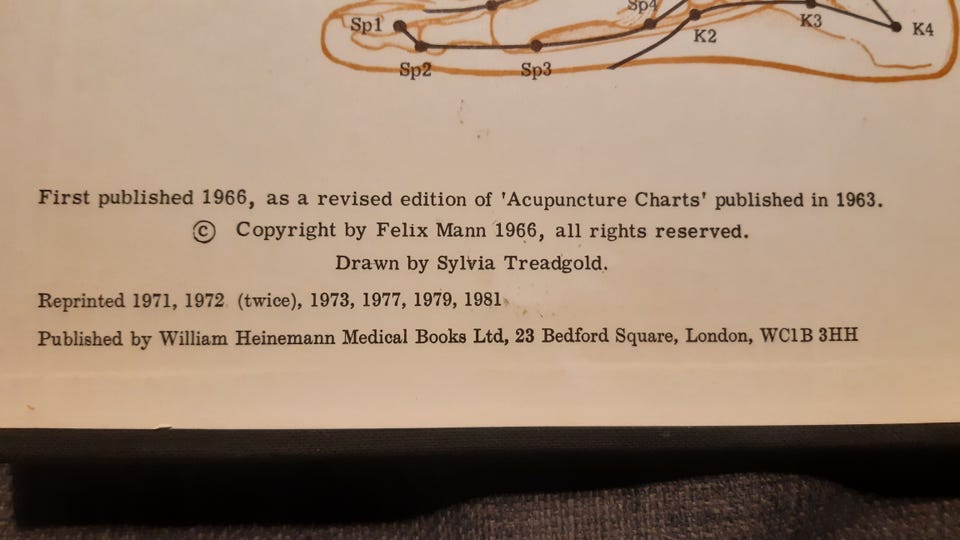 Sp4
Sp1
K3
K4
K2
Sp2
Sp3
First published 1966, as a revised edition of 'Acupuncture Charts' published in 1963.
© Copyright by Felix Mann 1966, all rights reserved.
Drawn by Sylvia Treadgold.
Reprinted 1971, 1972 (twice), 1973, 1977, 1979, 1981
Published by William Heinemann Medical Books Ltd, 23 Bedford Square, London, WC1B 3HH